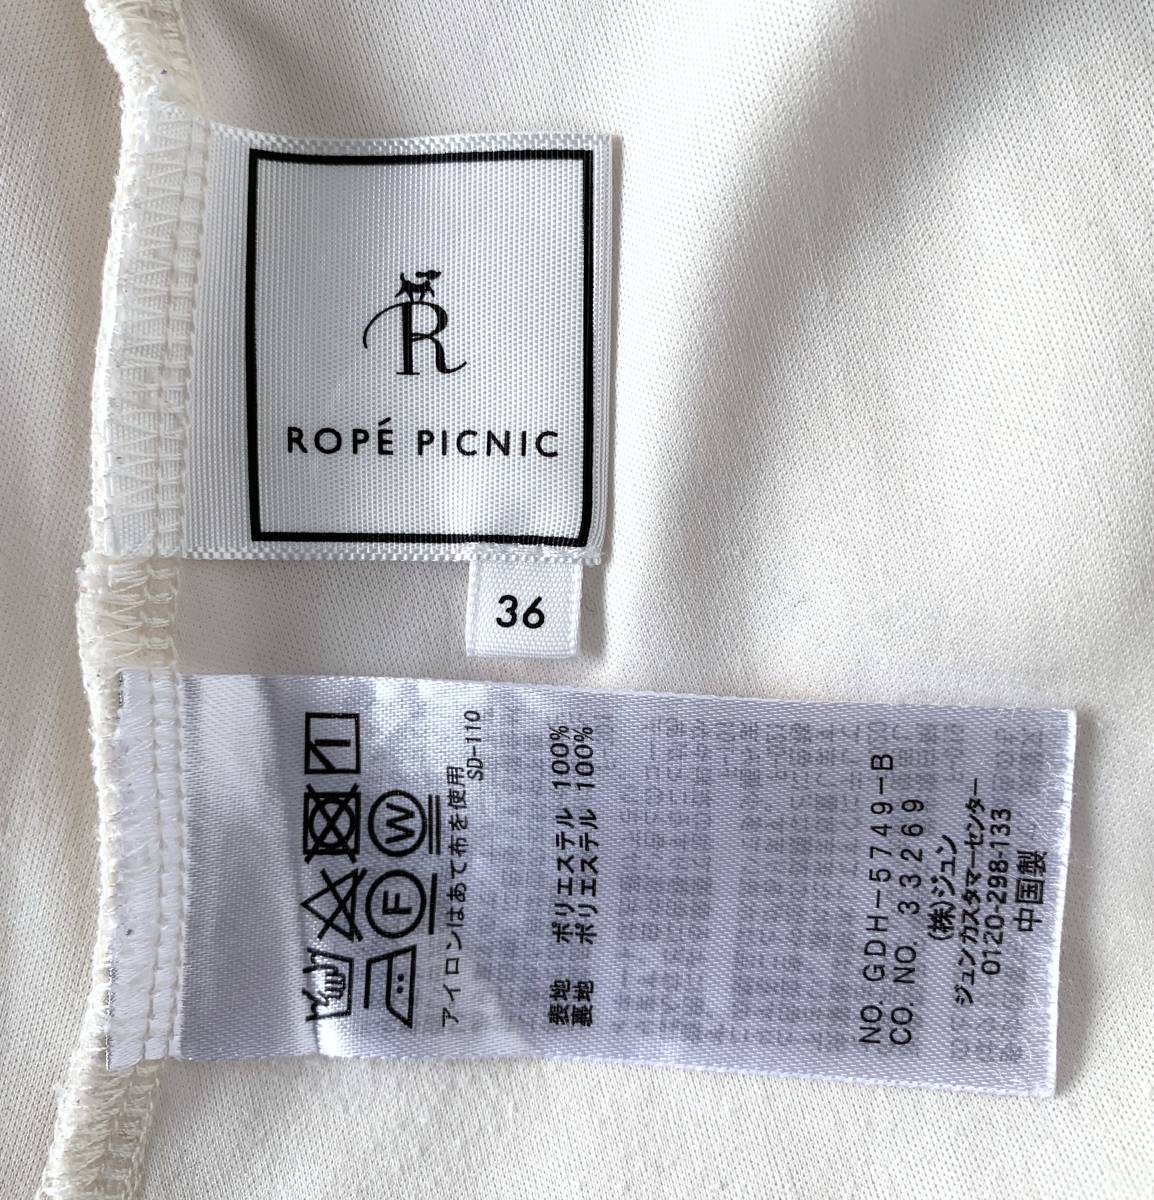 R
ROPÉ PICNIC
36
F W
アイロンはあて布を使用
SD-110
表地 ポリエステル 100%
裏地 ポリエステル 100%
NO. GDH-5749-B
CO. NO. 33269
(株)ジュン
ジュンカスタマーセンター
0120-298-133
中国製